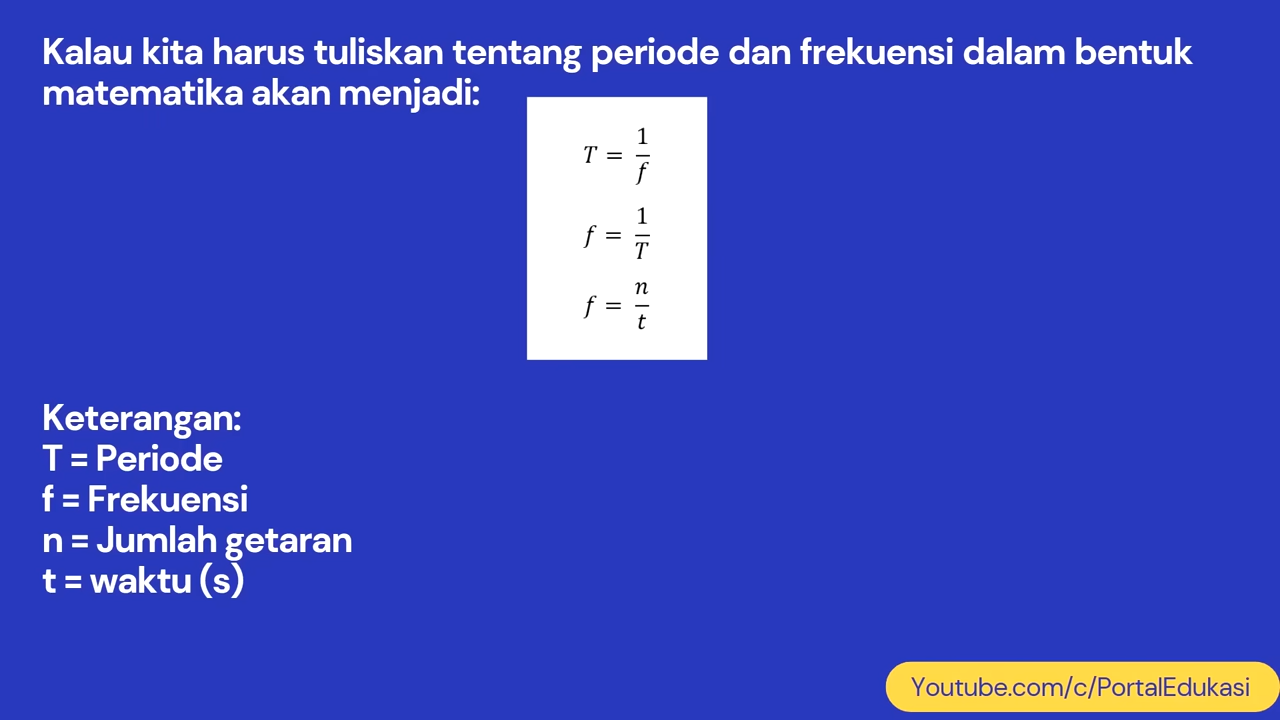 Kalau kita harus tuliskan tentang periode dan frekuensi dalam bentuk
matematika akan menjadi:
T = 1/f
f = 1/T
f = n/t
Keterangan:
T = Periode
f = Frekuensi
n = Jumlah getaran
t = waktu (s)
Youtube.com/c/PortalEdukasi